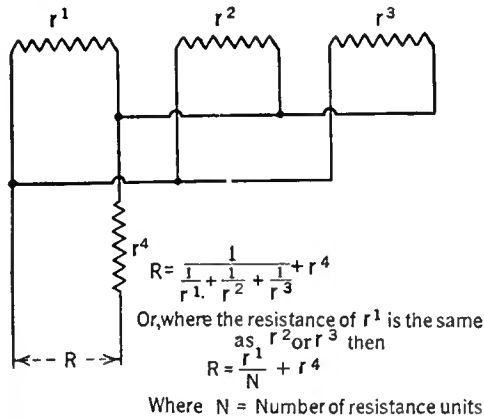 r¹ r² r³
r⁴
R= 1/(1/r¹. + 1/r² + 1/r³) + r⁴
Or,where the resistance of r¹ is the same
as r² or r³ then
R = r¹/N + r⁴
R
Where N = Number of resistance units